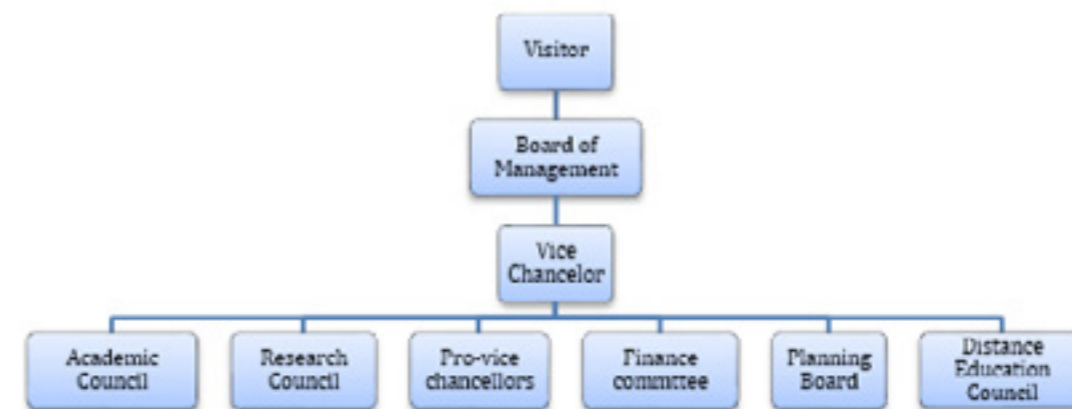 Visitor
Board of
Management
Vice
Chancelor
Academic
Council
Research
Council
Pro-vice
chancellors
Finance
committee
Planning
Board
Distance
Education
Council